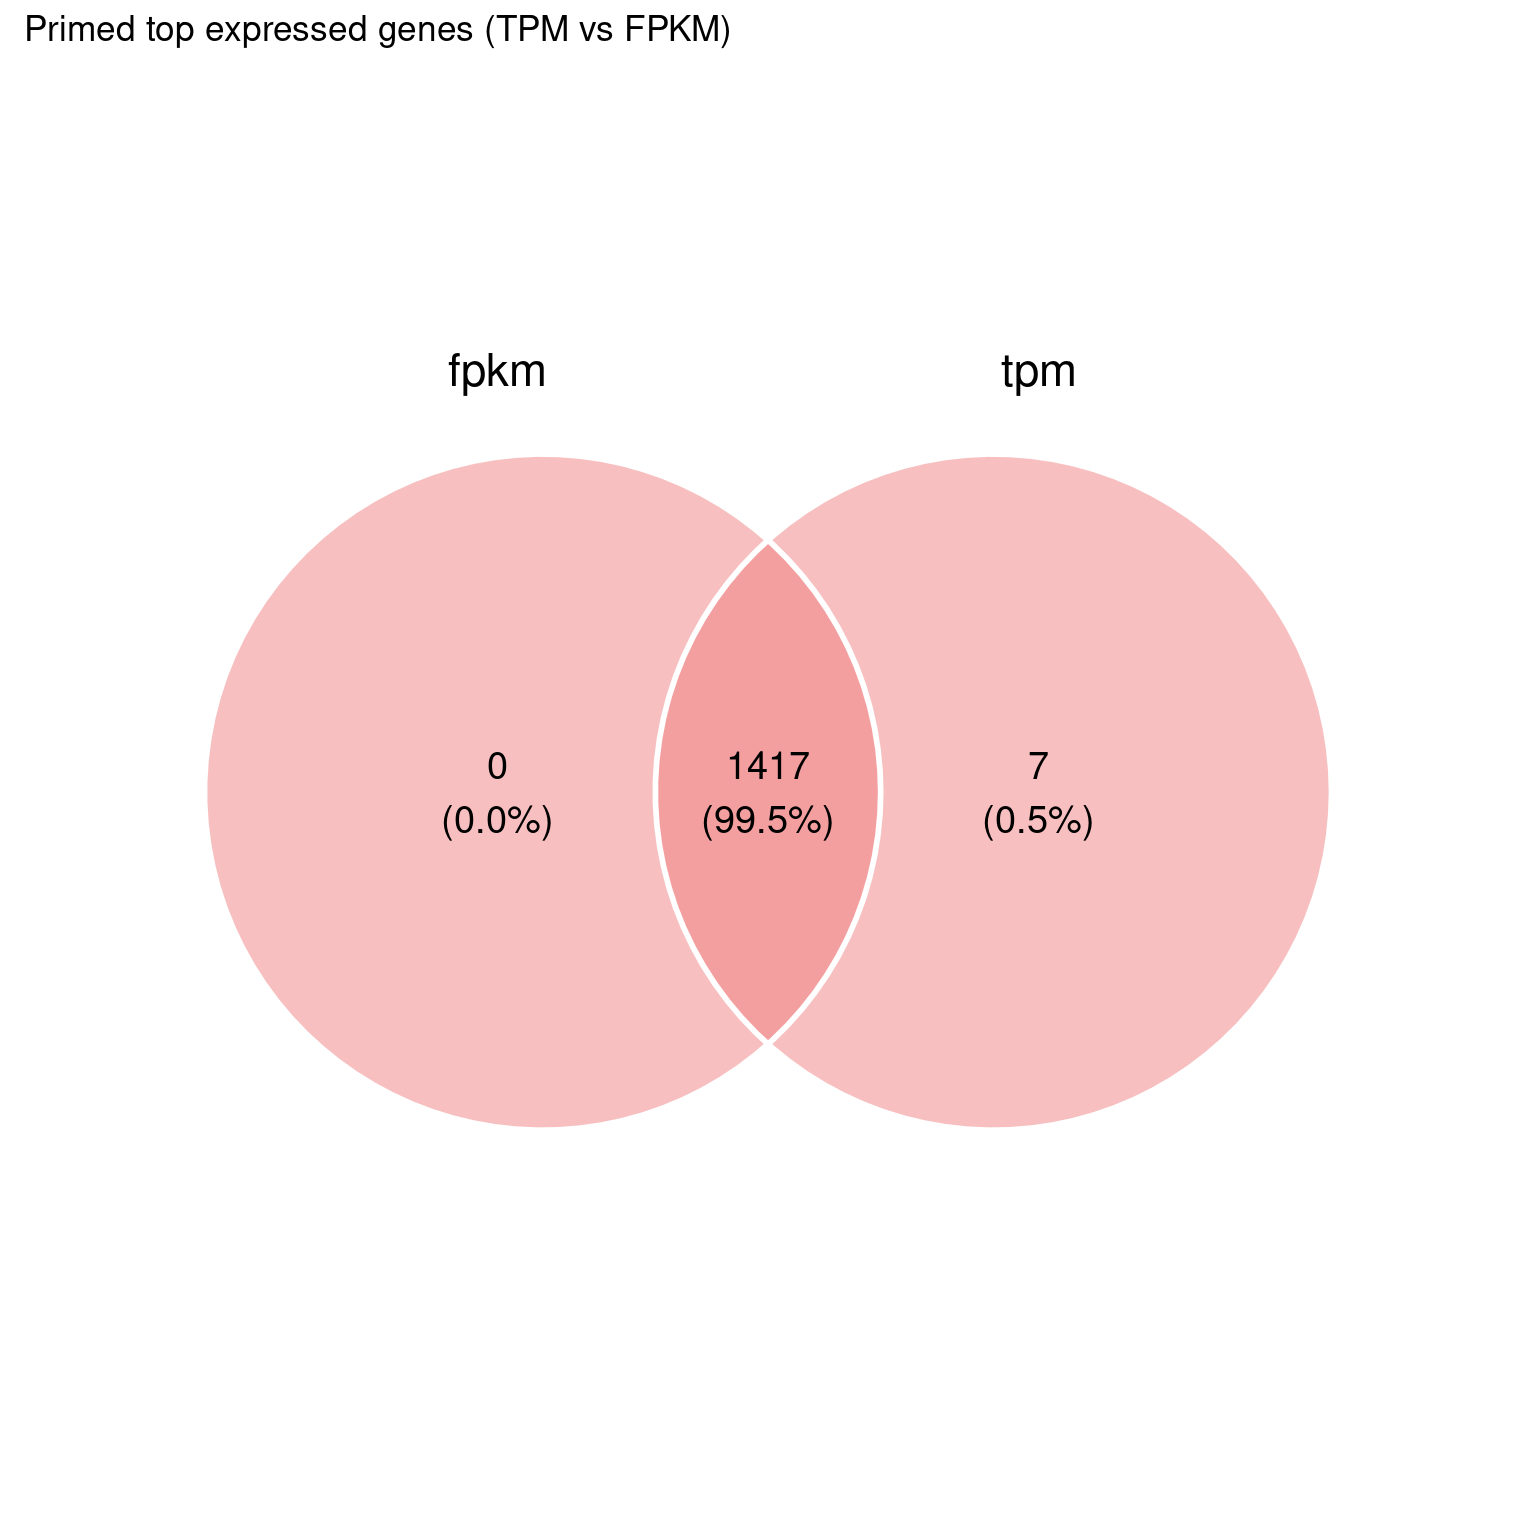 Primed top expressed genes (TPM vs FPKM)
fpkm
tpm
0
(0.0%)
1417
(99.5%)
7
(0.5%)